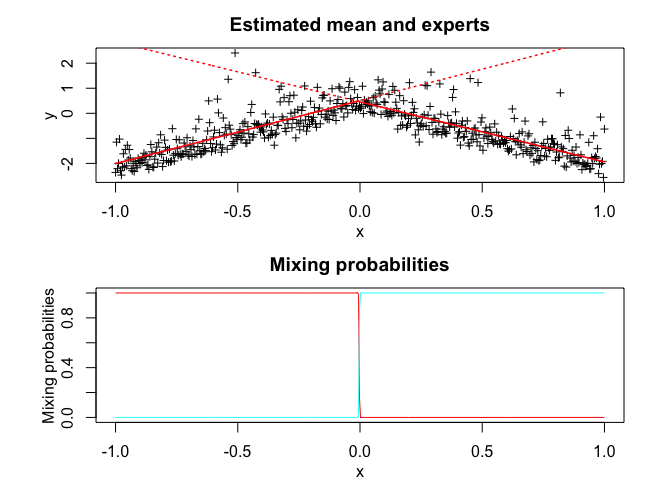 Estimated mean and experts
y
2
1
0
-2
-1.0 -0.5 0.0 0.5 1.0
x
Mixing probabilities
Mixing probabilities
0.8
0.4
0.0
-1.0 -0.5 0.0 0.5 1.0
x